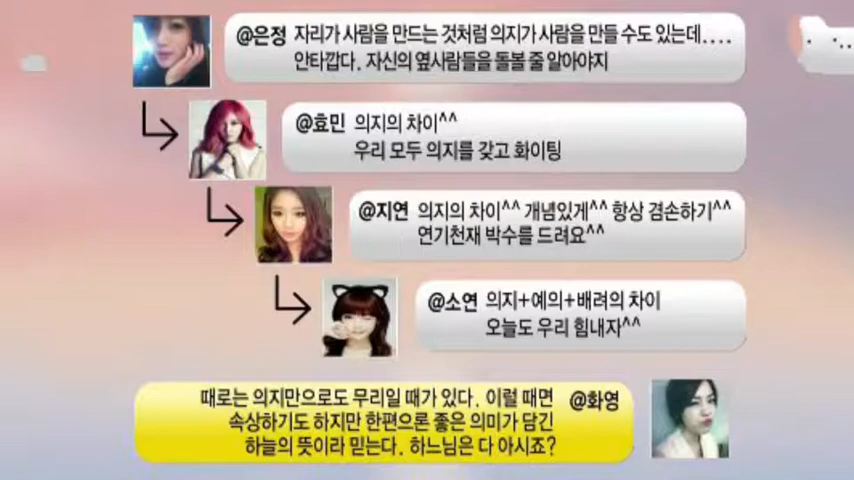 @은정 자리가 사람을 만드는 것처럼 의지가 사람을 만들 수도 있는데....
안타깝다. 자신의 옆사람들을 돌볼 줄 알아야지
@효민 의지의 차이^^
우리 모두 의지를 갖고 화이팅
@지연 의지의 차이^^ 개념있게^^ 항상 겸손하기^^
연기천재 박수를 드려요^^
@소연 의지+예의+배려의 차이
오늘도 우리 힘내자^^
때로는 의지만으로도 무리일 때가 있다. 이럴 때면 @화영
속상하기도 하지만 한편으론 좋은 의미가 담긴
하늘의 뜻이라 믿는다. 하느님은 다 아시죠?